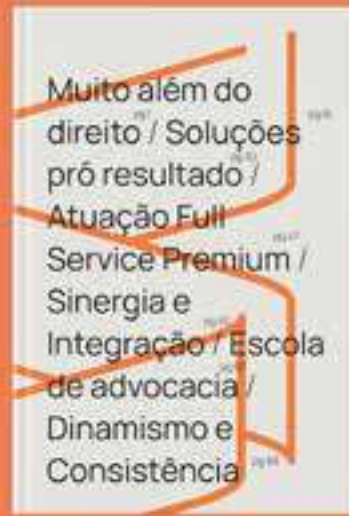 Muito além do
direito / Soluções
pró resultado /
Atuação Full
Service Premium /
Sinergia e
Integração / Escola
de advocacia /
Dinamismo e
Consistência